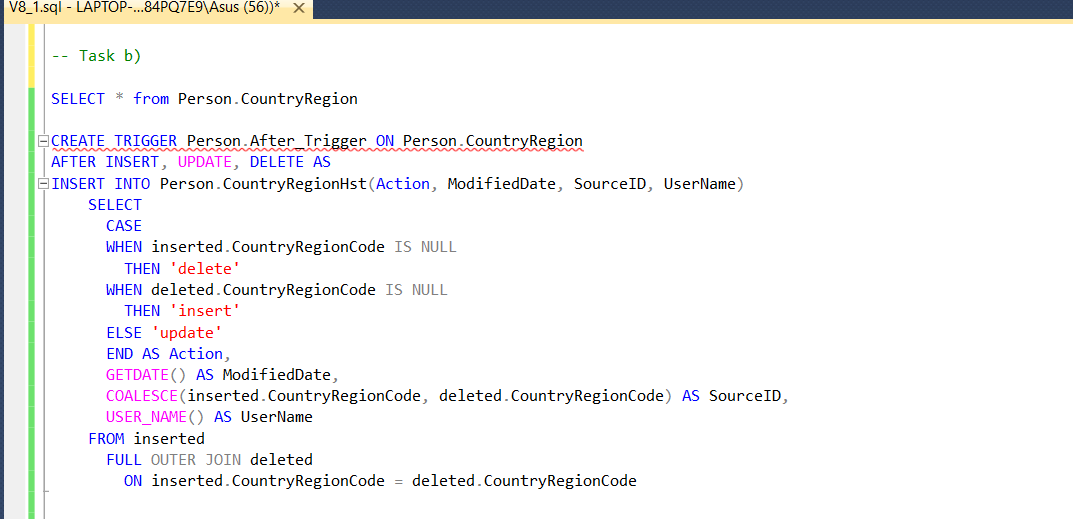 V8_1.sql - LAPTOP-...84PQ7E9\Asus (56))*
-- Task b)
SELECT * from Person.CountryRegion
CREATE TRIGGER Person.After_Trigger ON Person.CountryRegion
AFTER INSERT, UPDATE, DELETE AS
INSERT INTO Person.CountryRegionHst(Action, ModifiedDate, SourceID, UserName)
SELECT
CASE
WHEN inserted.CountryRegionCode IS NULL
THEN 'delete'
WHEN deleted.CountryRegionCode IS NULL
THEN 'insert'
ELSE 'update'
END AS Action,
GETDATE() AS ModifiedDate,
COALESCE(inserted.CountryRegionCode, deleted.CountryRegionCode) AS SourceID,
USER_NAME() AS UserName
FROM inserted
FULL OUTER JOIN deleted
ON inserted.CountryRegionCode = deleted.CountryRegionCode